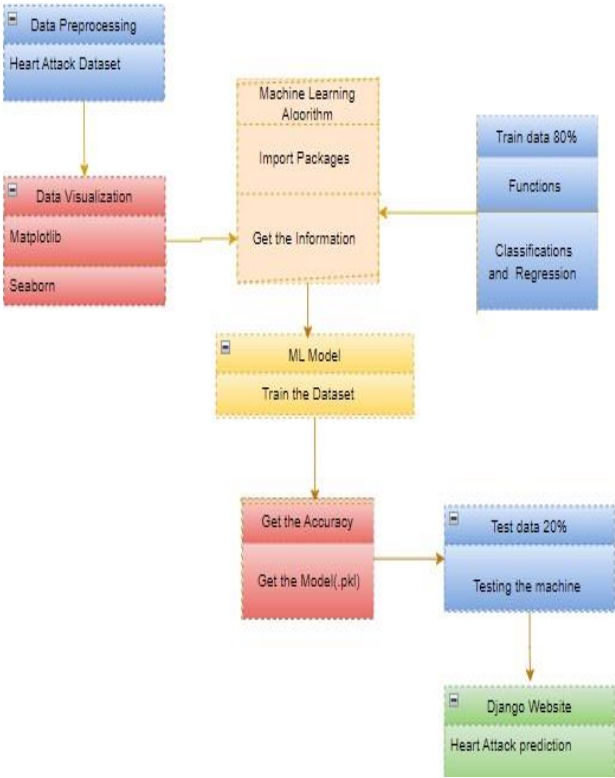 Data Preprocessing
Heart Attack Dataset
Data Visualization
Matplotlib
Seaborn
Machine Learning
Algorithm
Import Packages
Get the Information
Train data 80%
Functions
Classifications
and Regression
ML Model
Train the Dataset
Get the Accuracy
Get the Model(.pkl)
Test data 20%
Testing the machine
Django Website
Heart Attack prediction